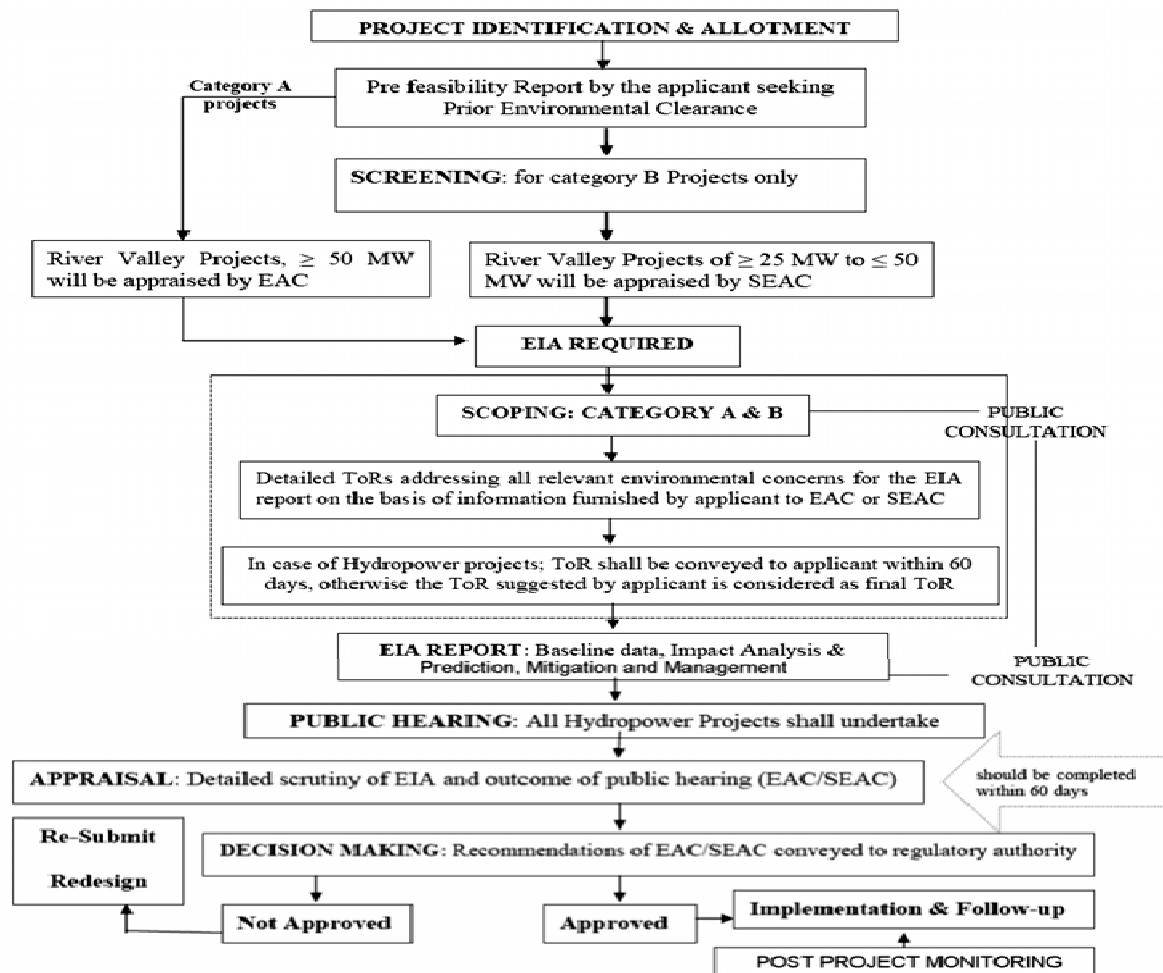 PROJECT IDENTIFICATION & ALLOTMENT
Category A
projects
Pre feasibility Report by the applicant seeking
Prior Environmental Clearance
SCREENING: for category B Projects only
River Valley Projects, ≥ 50 MW
will be appraised by EAC
River Valley Projects of ≥ 25 MW to ≤ 50
MW will be appraised by SEAC
EIA REQUIRED
SCOPING: CATEGORY A & B
PUBLIC
CONSULTATION
Detailed ToRs addressing all relevant environmental concerns for the EIA
report on the basis of information furnished by applicant to EAC or SEAC
In case of Hydropower projects; ToR shall be conveyed to applicant within 60
days, otherwise the ToR suggested by applicant is considered as final ToR
EIA REPORT: Baseline data, Impact Analysis &
Prediction, Mitigation and Management
PUBLIC
CONSULTATION
PUBLIC HEARING: All Hydropower Projects shall undertake
APPRAISAL: Detailed scrutiny of EIA and outcome of public hearing (EAC/SEAC)
should be completed
within 60 days
Re-Submit
Redesign
DECISION MAKING: Recommendations of EAC/SEAC conveyed to regulatory authority
Not Approved
Approved
Implementation & Follow-up
POST PROJECT MONITORING